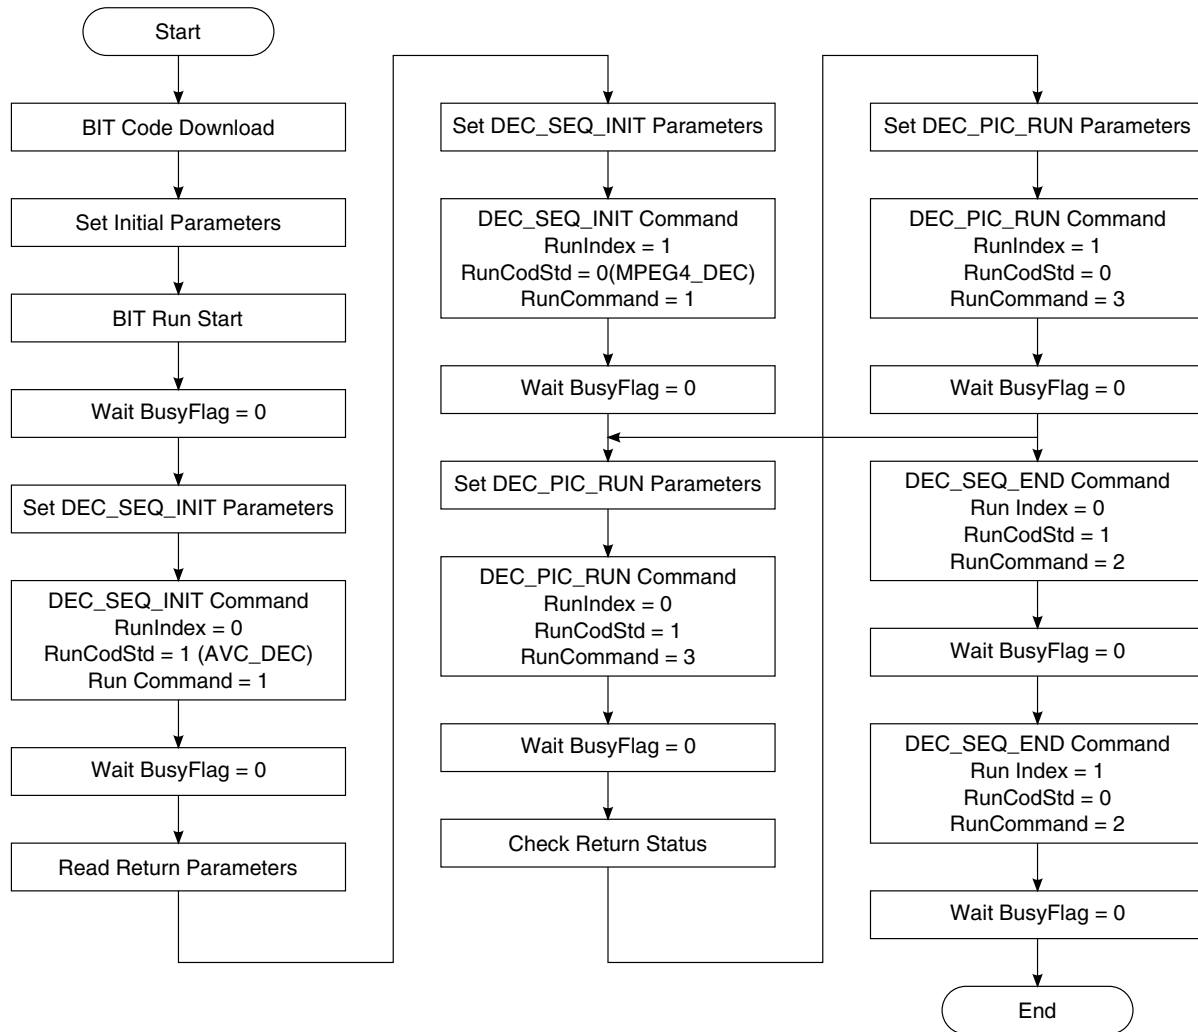 Start
BIT Code Download
Set Initial Parameters
BIT Run Start
Wait BusyFlag = 0
Set DEC_SEQ_INIT Parameters
DEC_SEQ_INIT Command
RunIndex = 0
RunCodStd = 1 (AVC_DEC)
Run Command = 1
Wait BusyFlag = 0
Read Return Parameters
Set DEC_SEQ_INIT Parameters
DEC_SEQ_INIT Command
RunIndex = 1
RunCodStd = 0(MPEG4_DEC)
RunCommand = 1
Wait BusyFlag = 0
Set DEC_PIC_RUN Parameters
DEC_PIC_RUN Command
RunIndex = 0
RunCodStd = 1
RunCommand = 3
Wait BusyFlag = 0
Check Return Status
Set DEC_PIC_RUN Parameters
DEC_PIC_RUN Command
RunIndex = 1
RunCodStd = 0
RunCommand = 3
Wait BusyFlag = 0
DEC_SEQ_END Command
Run Index = 0
RunCodStd = 1
RunCommand = 2
Wait BusyFlag = 0
DEC_SEQ_END Command
Run Index = 1
RunCodStd = 0
RunCommand = 2
Wait BusyFlag = 0
End